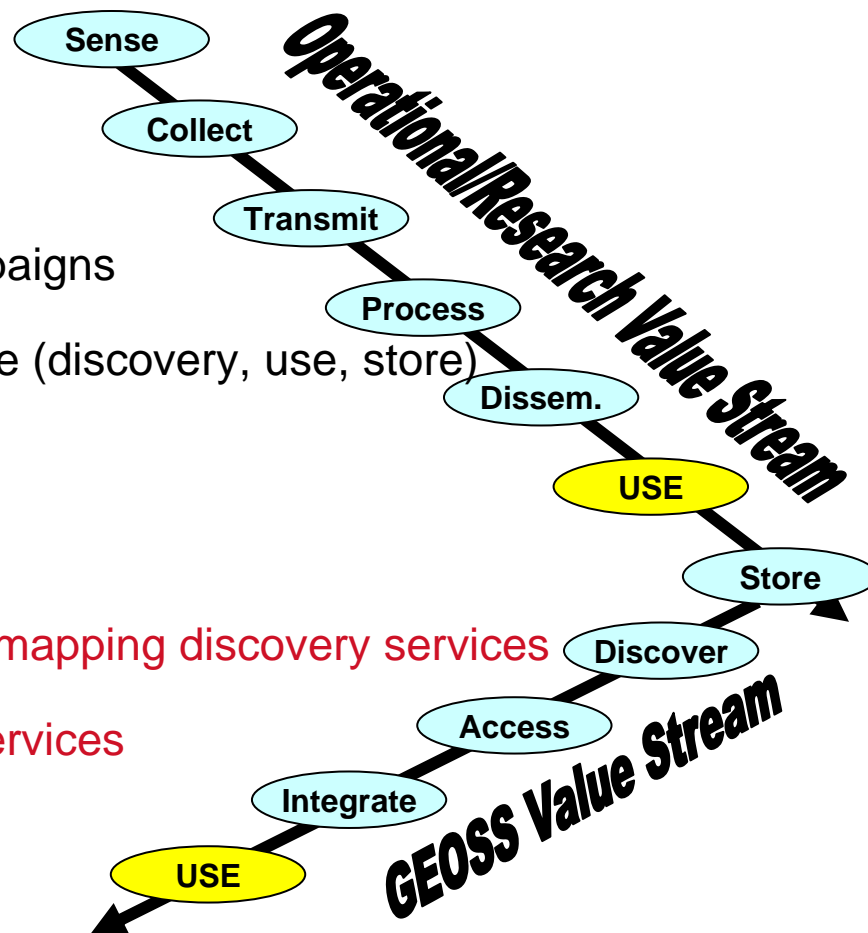 Sense
Operational/Research Value Stream
Collect
Transmit
paigns
Process
e (discovery, use, store)
Dissem.
USE
Store
mapping discovery services
Discover
Access
ervices
GEOSS Value Stream
Integrate
USE